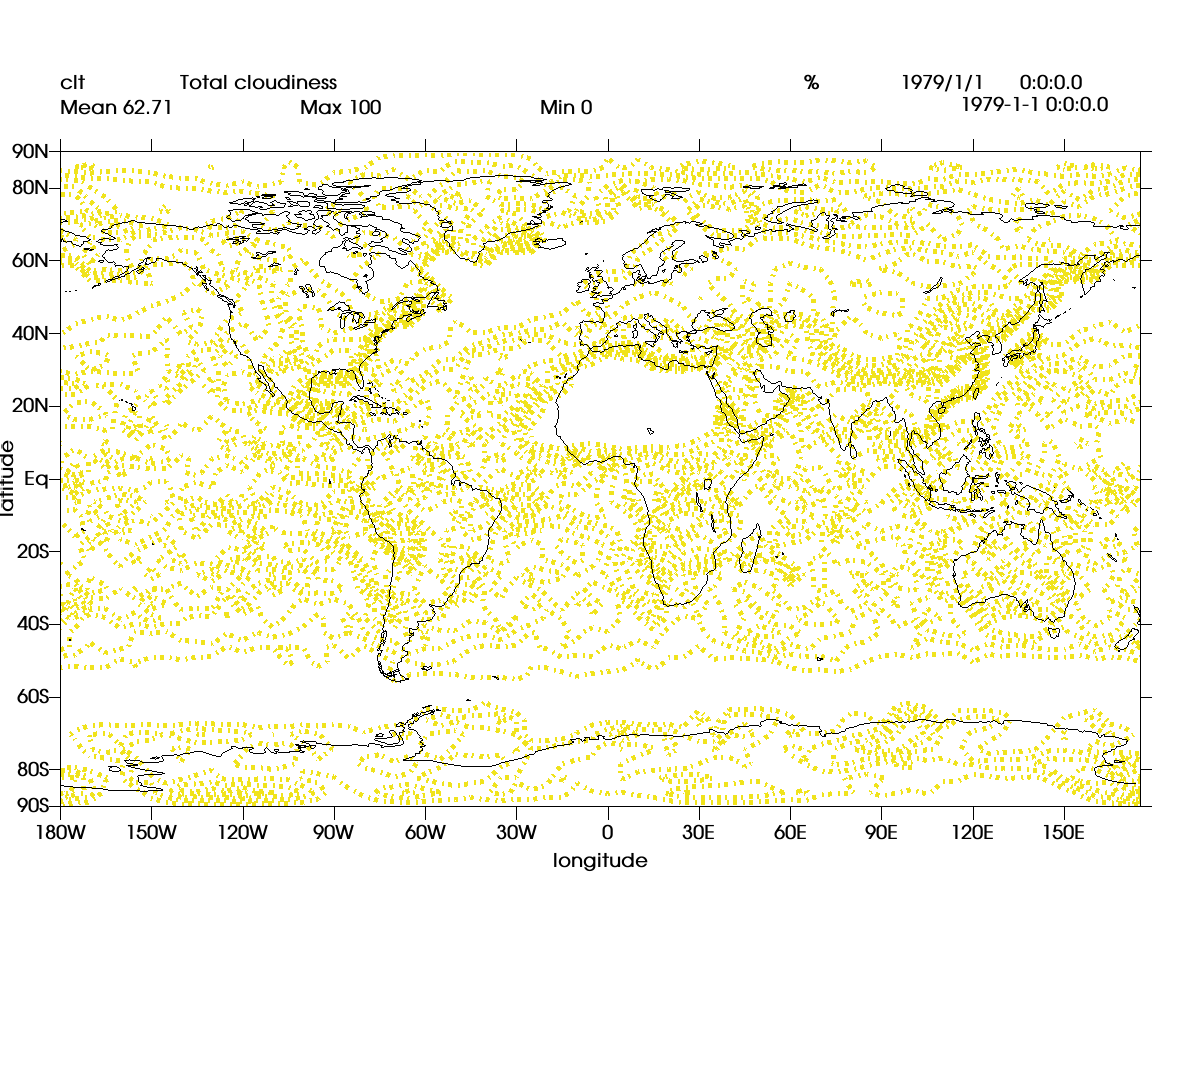 clt Total cloudiness % 1979/1/1 0:0:0.0
Mean 62.71 Max 100 Min 0 1979-1-1 0:0:0.0
90N
80N
60N
40N
20N
Eq
20S
40S
60S
80S
90S
latitude
180W 150W 120W 90W 60W 30W 0 30E 60E 90E 120E 150E
longitude